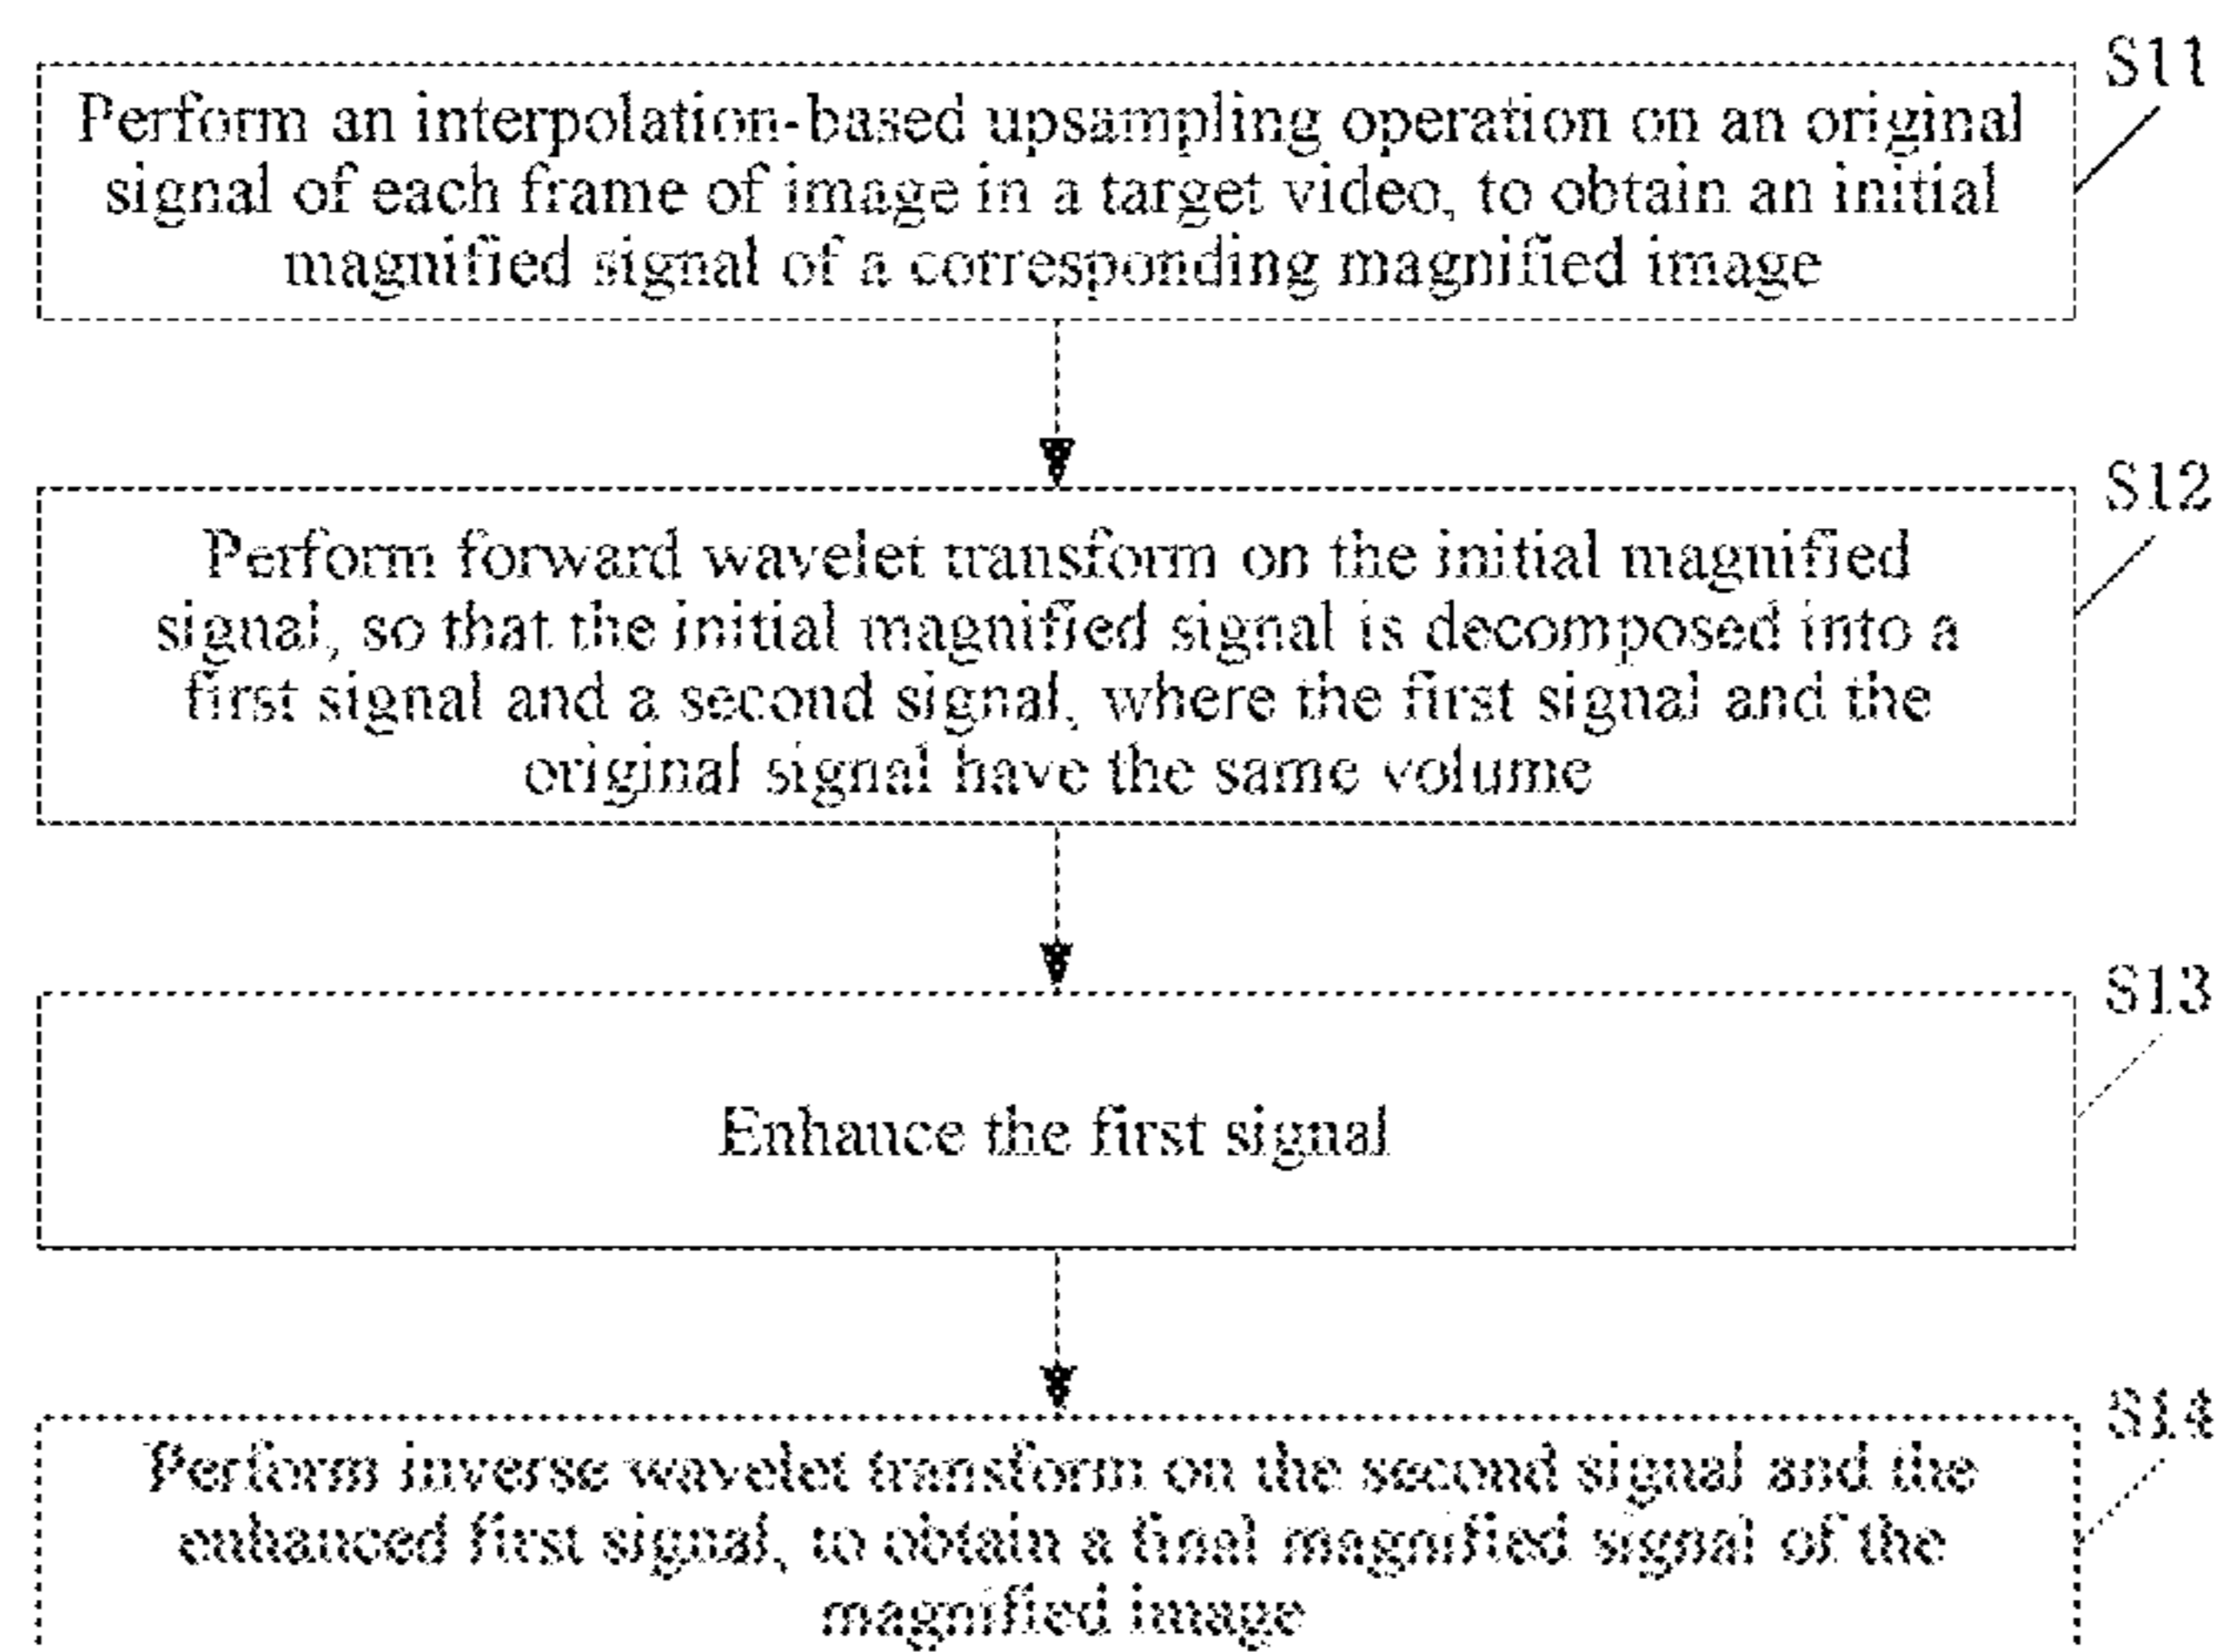 S11
Perform an interpolation-based upsampling operation on an original
signal of each frame of image in a target video, to obtain an initial
magnified signal of a corresponding magnified image
S12
Perform forward wavelet transform on the initial magnified
signal, so that the initial magnified signal is decomposed into a
first signal and a second signal, where the first signal and the
original signal have the same volume
S13
Enhance the first signal
S14
Perform inverse wavelet transform on the second signal and the
enhanced first signal, to obtain a final magnified signal of the
magnified image